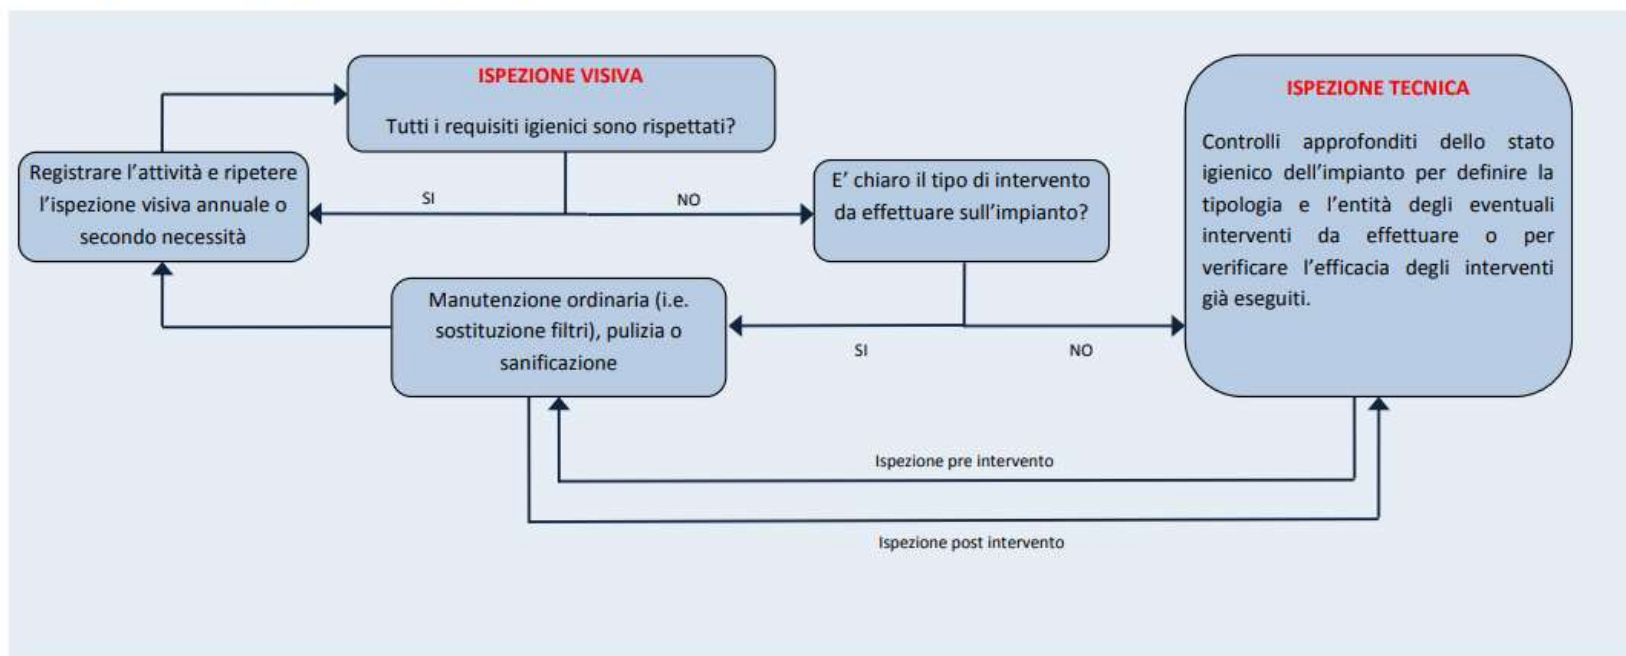 ISPEZIONE VISIVA
Tutti i requisiti igienici sono rispettati?
ISPEZIONE TECNICA
Controlli approfonditi dello stato
igienico dell’impianto per definire la
tipologia e l’entità degli eventuali
interventi da effettuare o per
verificare l’efficacia degli interventi
già eseguiti.
Registrare l’attività e ripetere
l’ispezione visiva annuale o
secondo necessità
SI
NO
E’ chiaro il tipo di intervento
da effettuare sull’impianto?
Manutenzione ordinaria (i.e.
sostituzione filtri), pulizia o
sanificazione
SI
NO
Ispezione pre intervento
Ispezione post intervento